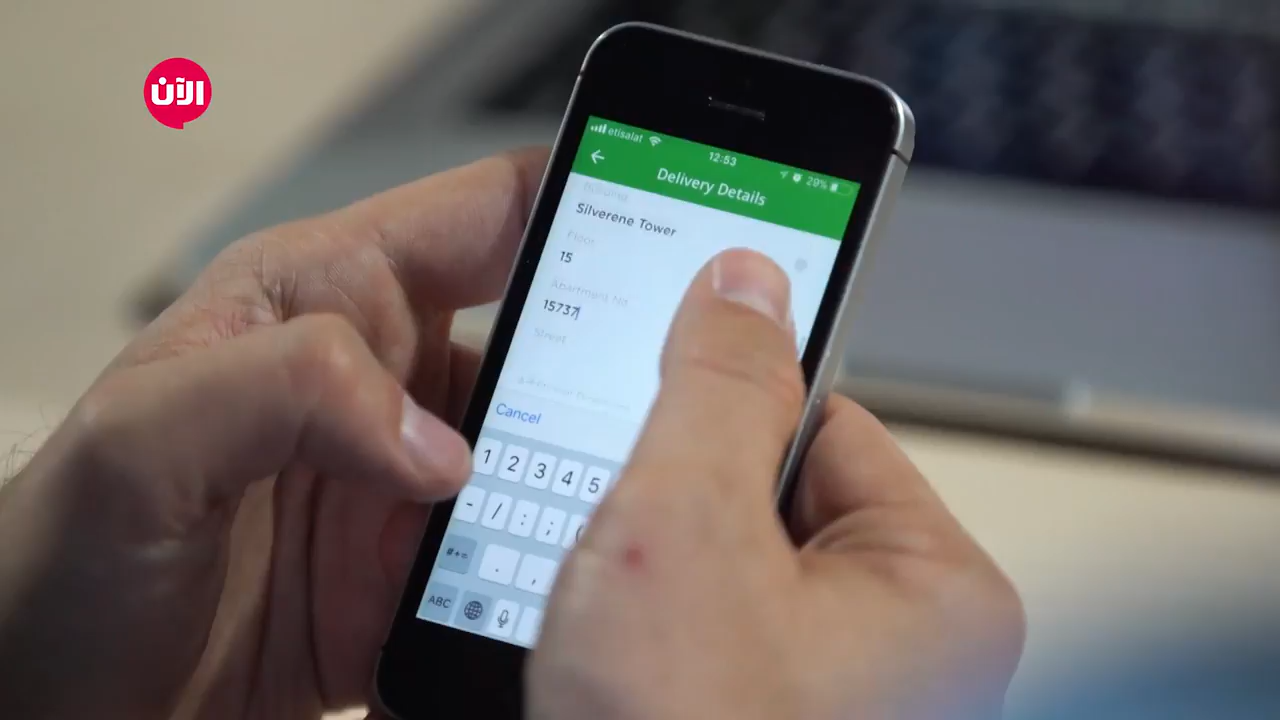 الآن
etisalat
12:53
29%
Delivery Details
Building
Silverene Tower
Floor
15
Apartment No
15737
Street
Cancel
1 2 3 4 5
- / : ; (
#+= . ,
ABC